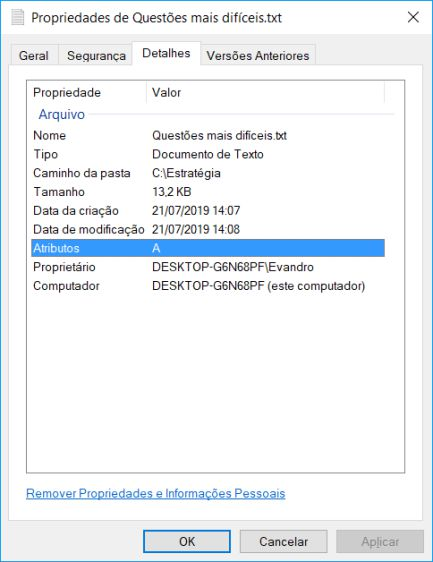 Propriedades de Questões mais difíceis.txt
Geral Segurança Detalhes Versões Anteriores
Propriedade Valor
Arquivo
Nome Questões mais difíceis.txt
Tipo Documento de Texto
Caminho da pasta C:\Estratégia
Tamanho 13,2 KB
Data da criação 21/07/2019 14:07
Data de modificação 21/07/2019 14:08
Atributos A
Proprietário DESKTOP-G6N68PF\Evandro
Computador DESKTOP-G6N68PF (este computador)
Remover Propriedades e Informações Pessoais
OK Cancelar Aplicar